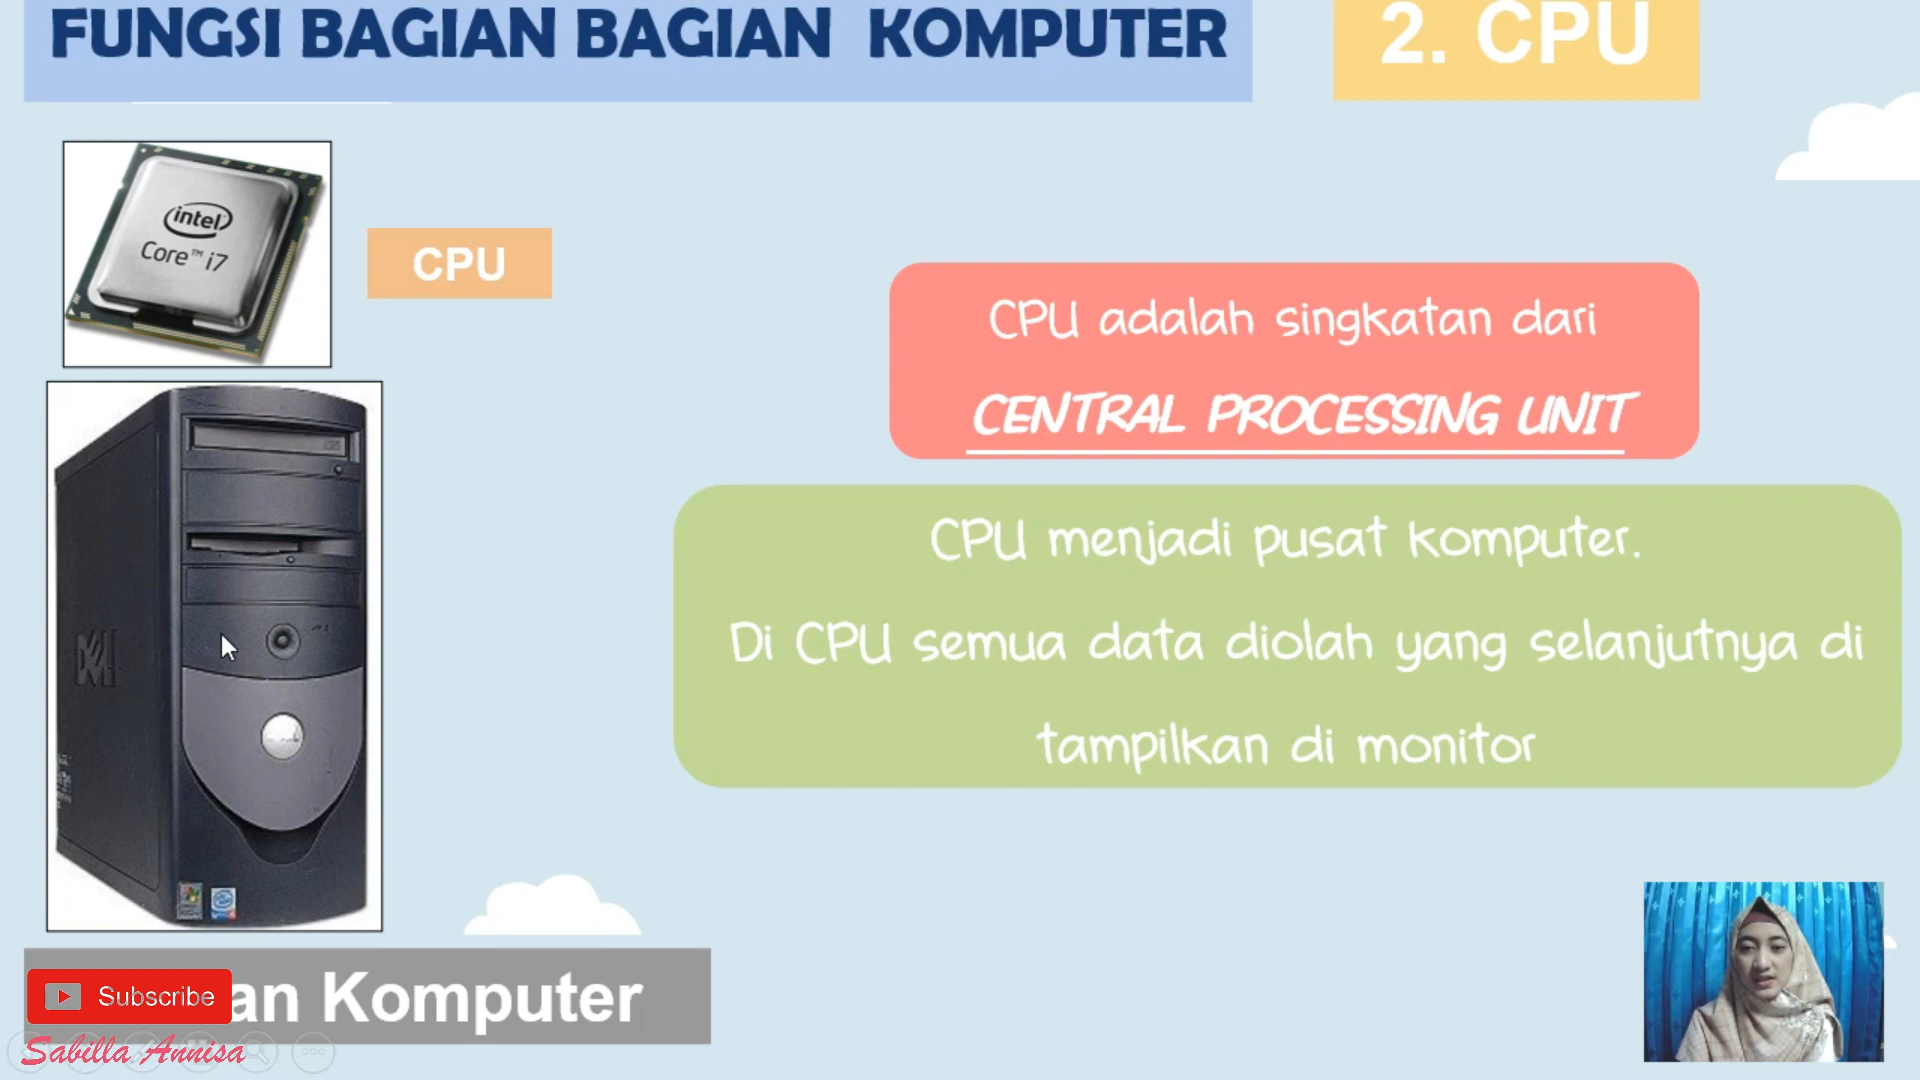 FUNGSI BAGIAN BAGIAN KOMPUTER
2. CPU
intel
Core™ i7
CPU
CPU adalah singkatan dari
CENTRAL PROCESSING UNIT
CPU menjadi pusat komputer.
Di CPU semua data diolah yang selanjutnya di
tampilkan di monitor
DELL
Subscribe
an Komputer
Sabilla Annisa